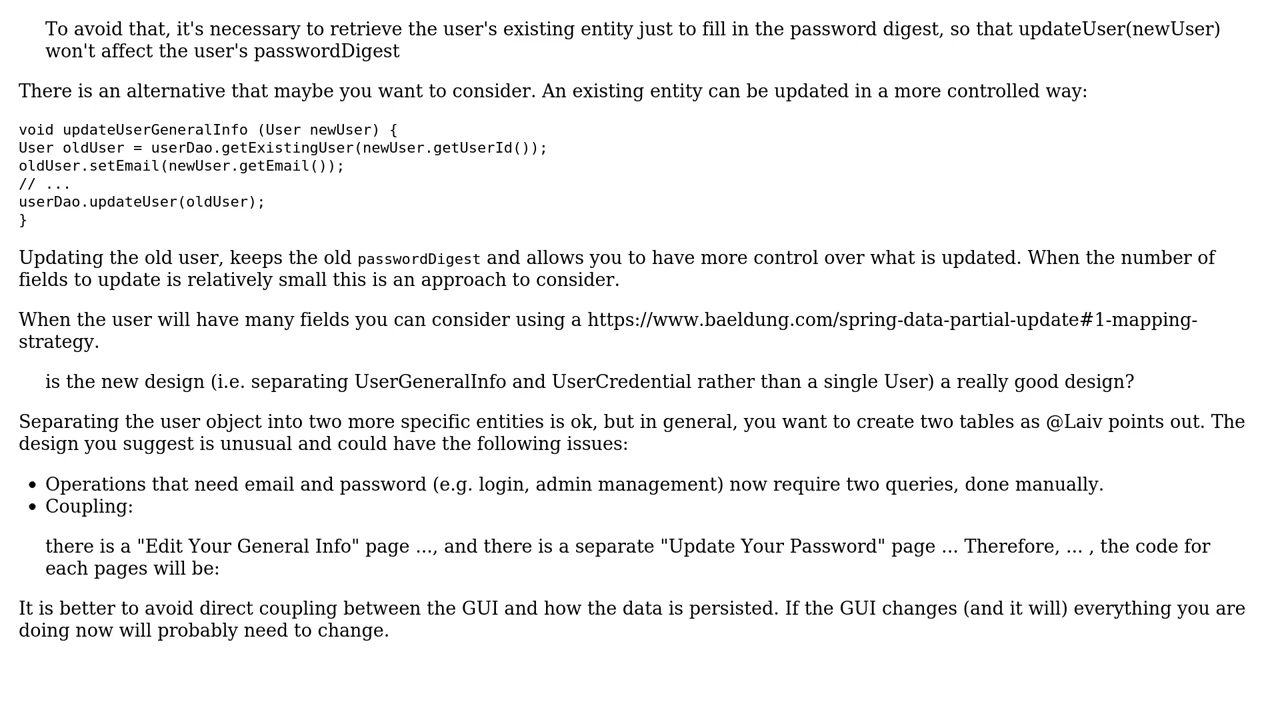 To avoid that, it's necessary to retrieve the user's existing entity just to fill in the password digest, so that updateUser(newUser)
won't affect the user's passwordDigest
There is an alternative that maybe you want to consider. An existing entity can be updated in a more controlled way:
void updateUserGeneralInfo (User newUser) {
User oldUser = userDao.getExistingUser(newUser.getUserId());
oldUser.setEmail(newUser.getEmail());
// ...
userDao.updateUser(oldUser);
}
Updating the old user, keeps the old passwordDigest and allows you to have more control over what is updated. When the number of
fields to update is relatively small this is an approach to consider.
When the user will have many fields you can consider using a https://www.baeldung.com/spring-data-partial-update#1-mapping-
strategy.
is the new design (i.e. separating UserGeneralInfo and UserCredential rather than a single User) a really good design?
Separating the user object into two more specific entities is ok, but in general, you want to create two tables as @Laiv points out. The
design you suggest is unusual and could have the following issues:
• Operations that need email and password (e.g. login, admin management) now require two queries, done manually.
• Coupling:
there is a "Edit Your General Info" page ..., and there is a separate "Update Your Password" page ... Therefore, ... , the code for
each pages will be:
It is better to avoid direct coupling between the GUI and how the data is persisted. If the GUI changes (and it will) everything you are
doing now will probably need to change.